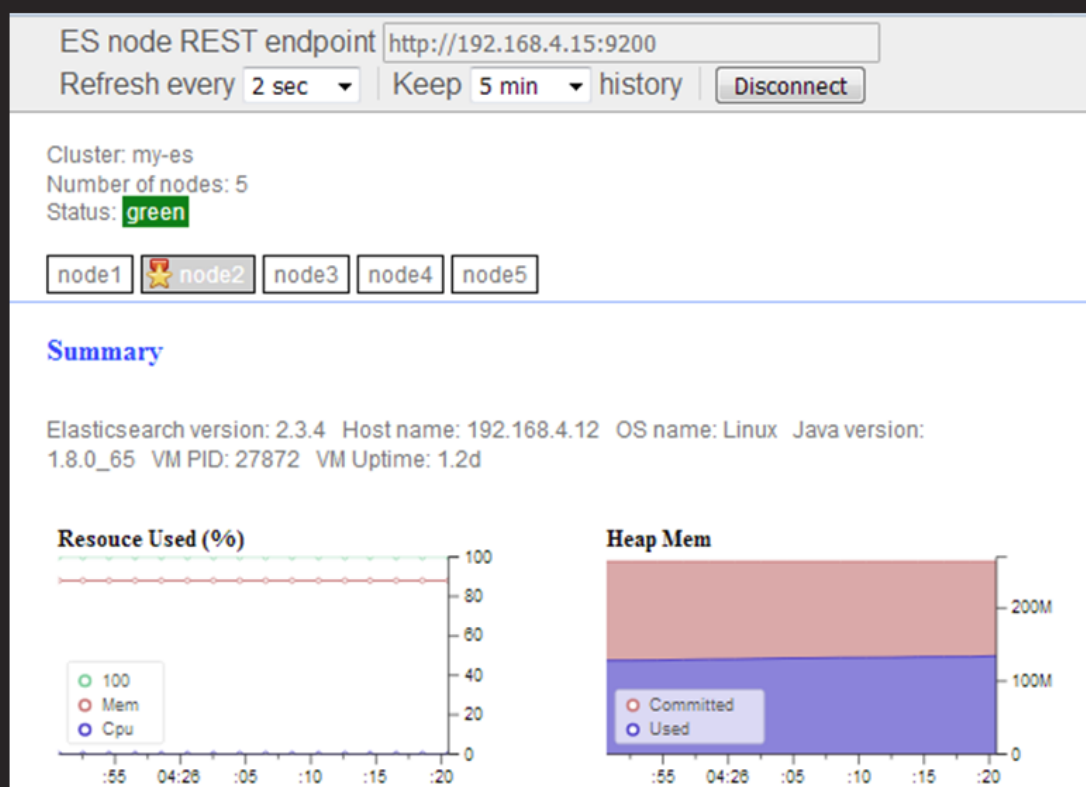 ES node REST endpoint http://192.168.4.15:9200
Refresh every 2 sec Keep 5 min history Disconnect
Cluster: my-es
Number of nodes: 5
Status: green
node1 node2 node3 node4 node5
Summary
Elasticsearch version: 2.3.4 Host name: 192.168.4.12 OS name: Linux Java version:
1.8.0_65 VM PID: 27872 VM Uptime: 1.2d
Resouce Used (%)
100
80
60
40
20
0
100
Mem
Cpu
:55 04:26 :05 :10 :15 :20
Heap Mem
200M
100M
0
Committed
Used
:55 04:26 :05 :10 :15 :20